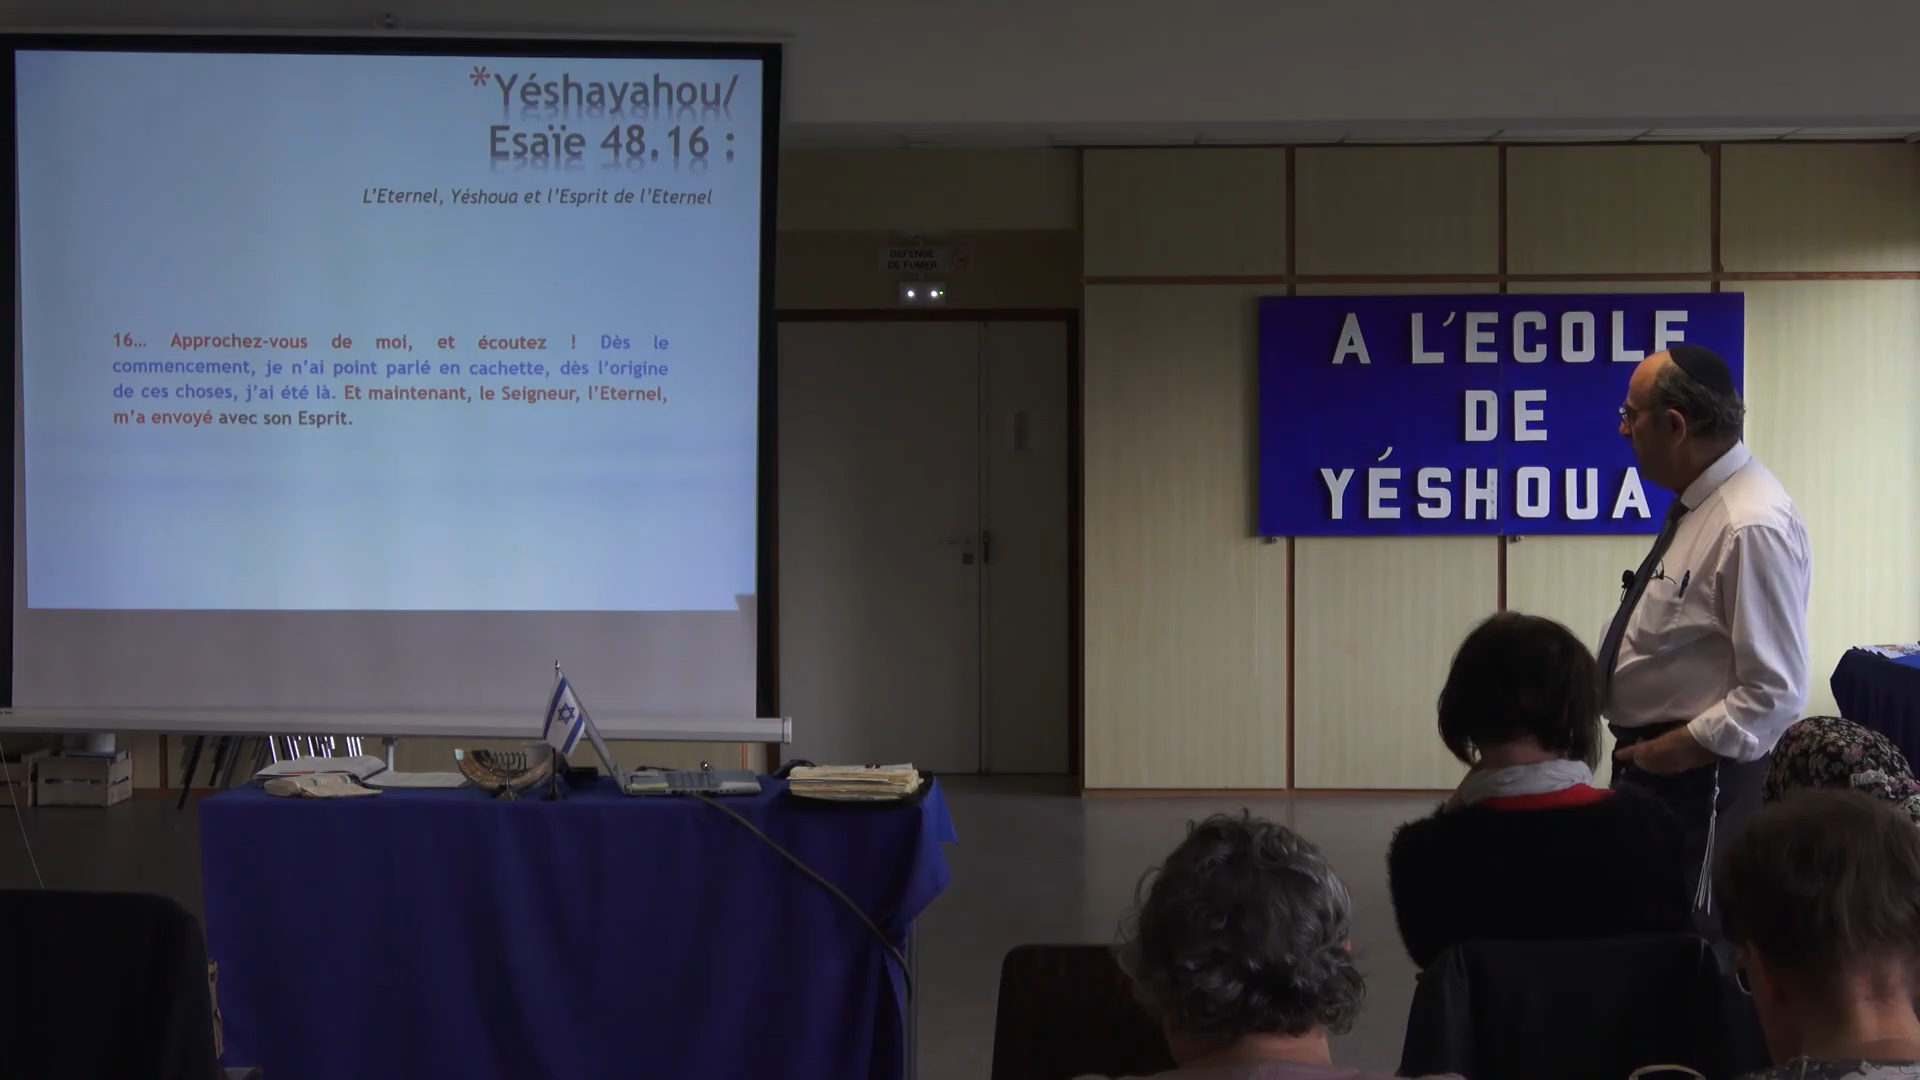 *Yéshayahou/
Esaïe 48.16 :
L'Eternel, Yéshoua et l'Esprit de l'Eternel
16... Approchez-vous de moi, et écoutez ! Dès le
commencement, je n'ai point parlé en cachette, dès l'origine
de ces choses, j'ai été là. Et maintenant, le Seigneur, l'Eternel,
m'a envoyé avec son Esprit.
DEFENSE
DE FUMER
A L'ECOLE
DE
YÉSHOUA